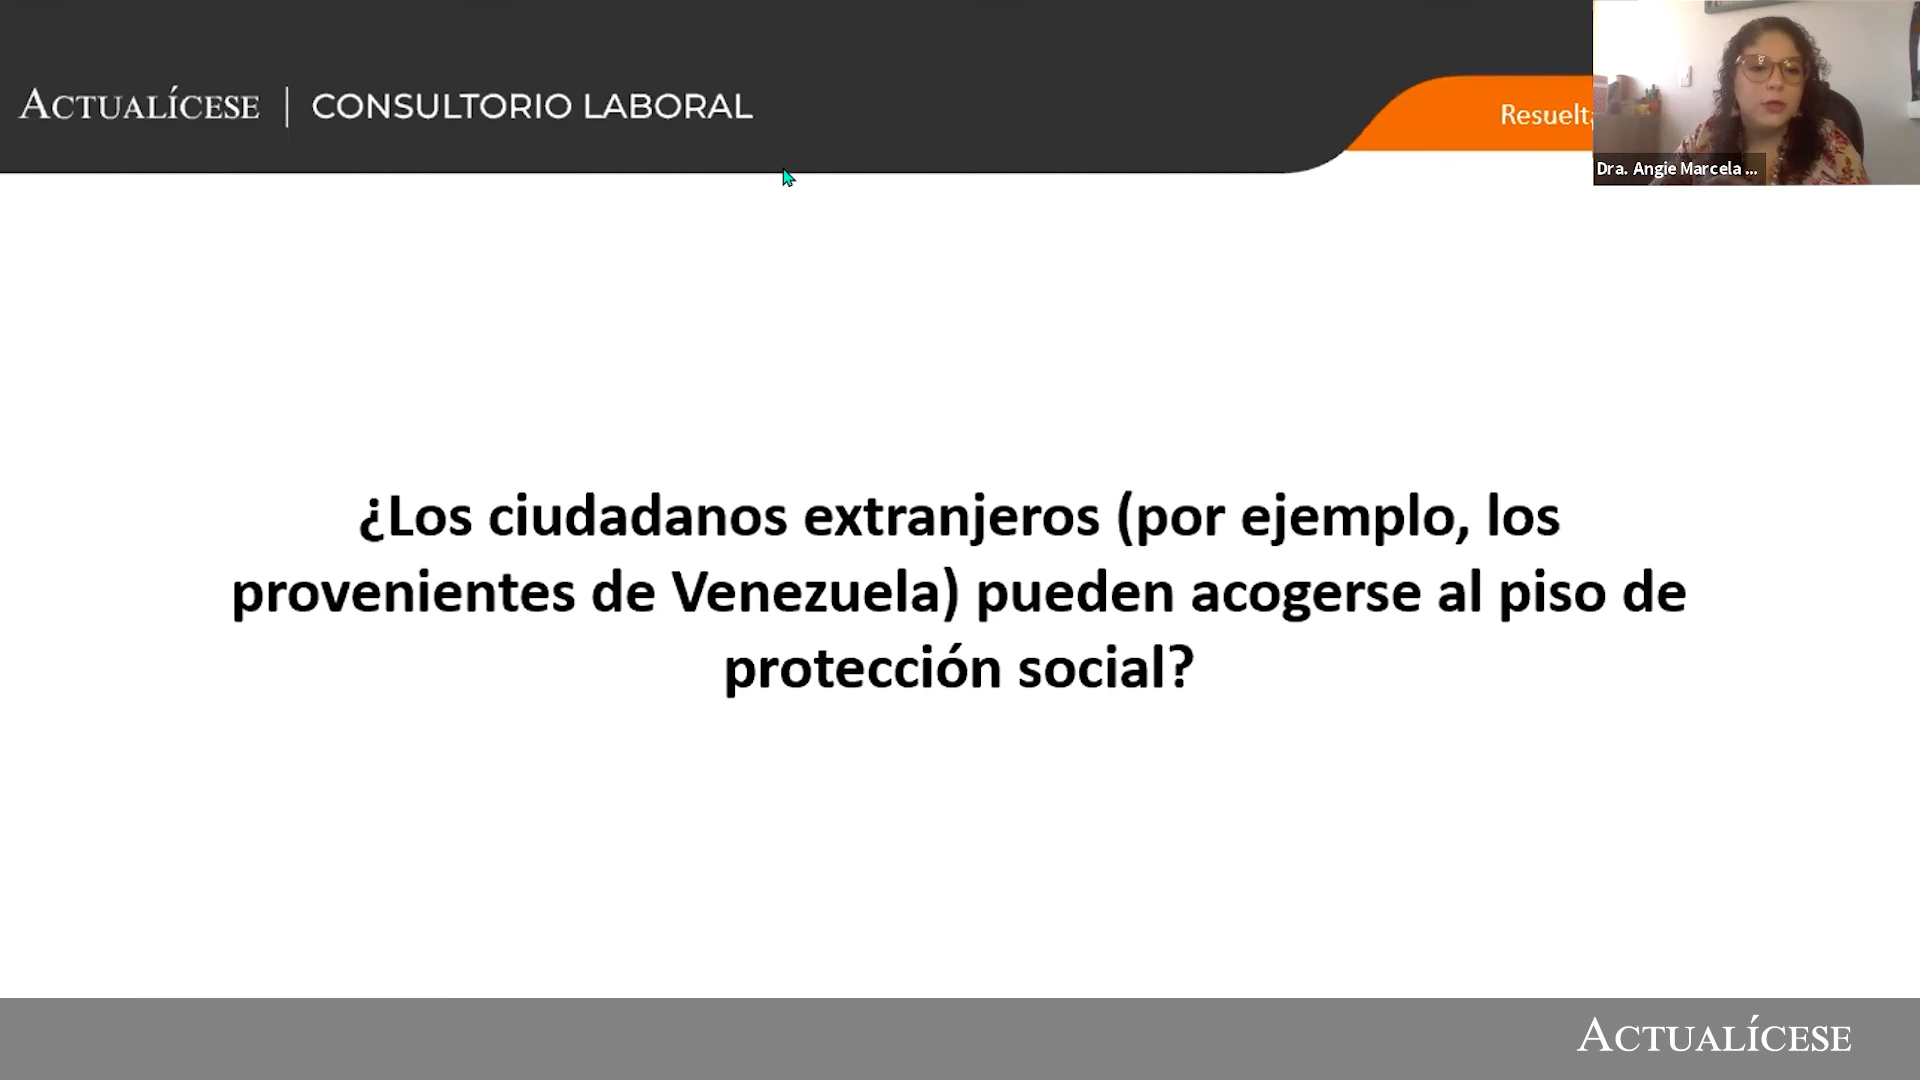 ACTUALÍCESE | CONSULTORIO LABORAL
Resuelt
Dra. Angie Marcela ...
¿Los ciudadanos extranjeros (por ejemplo, los
provenientes de Venezuela) pueden acogerse al piso de
protección social?
ACTUALÍCESE